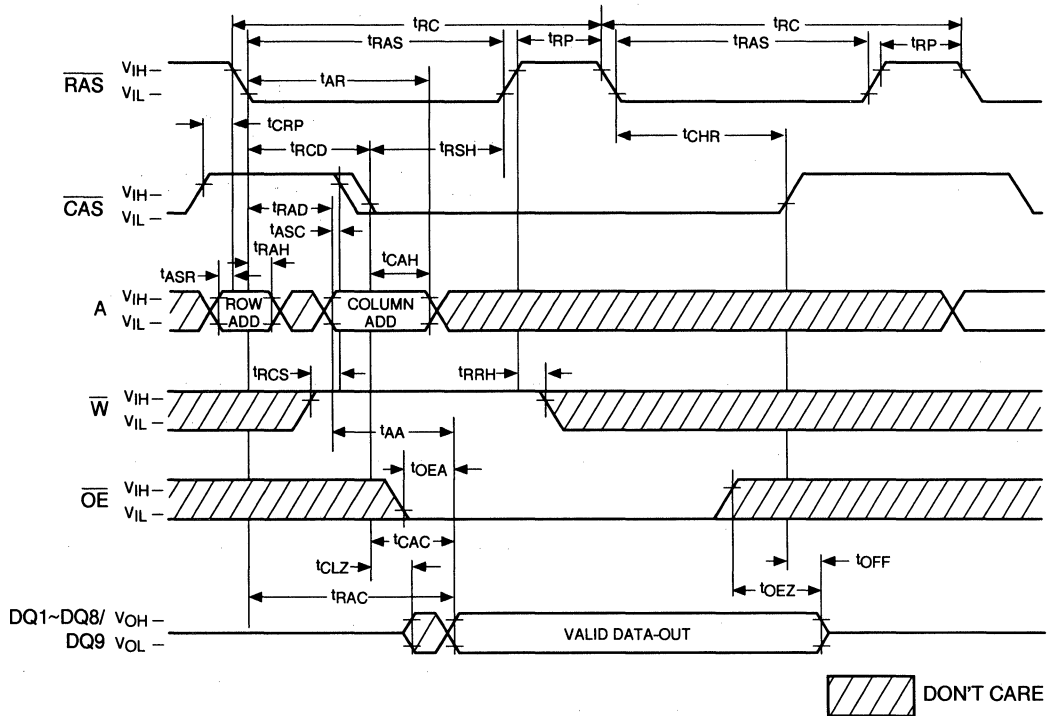 tRC tRC
tRAS tRP tRAS tRP
tAR
RAS VIH–
VIL–
tCRP tRCD tRSH tCHR
CAS VIH–
VIL–
tRAD
tASC
tRAH tCAH
tASR
A VIH–
VIL–
ROW ADD
COLUMN ADD
tRCS tRRH
W VIH–
VIL–
tAA
tOEA
OE VIH–
VIL–
tCAC
tCLZ tOFF
tRAC tOEZ
DQ1~DQ8/ VOH–
DQ9 VOL–
VALID DATA-OUT
DON'T CARE